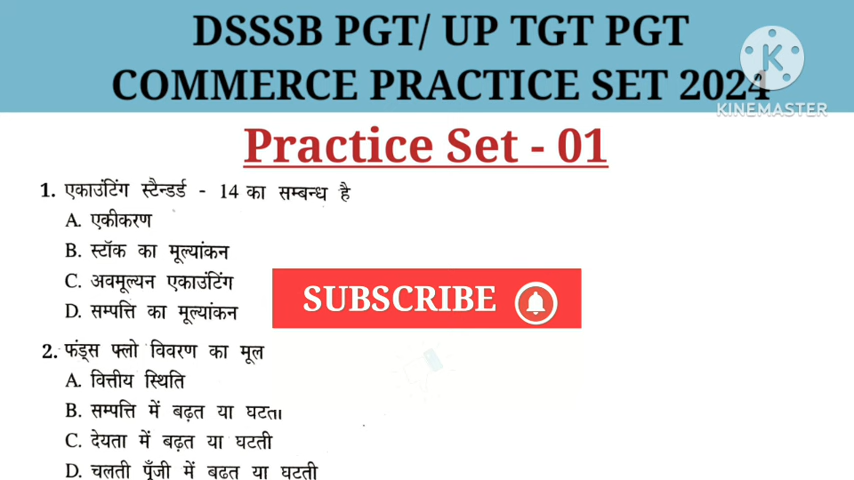 DSSSB PGT/ UP TGT PGT
COMMERCE PRACTICE SET 2024
KINEMASTER
Practice Set - 01
1. एकाउंटिंग स्टैन्डर्ड - 14 का सम्बन्ध है
A. एकीकरण
B. स्टॉक का मूल्यांकन
C. अवमूल्यन एकाउंटिंग
D. सम्पत्ति का मूल्यांकन
SUBSCRIBE
2. फंड्स फ्लो विवरण का मूल
A. वित्तीय स्थिति
B. सम्पत्ति में बढ़त या घटता
C. देयता में बढ़त या घटती
D. चलती पूँजी में बढ़त या घटती